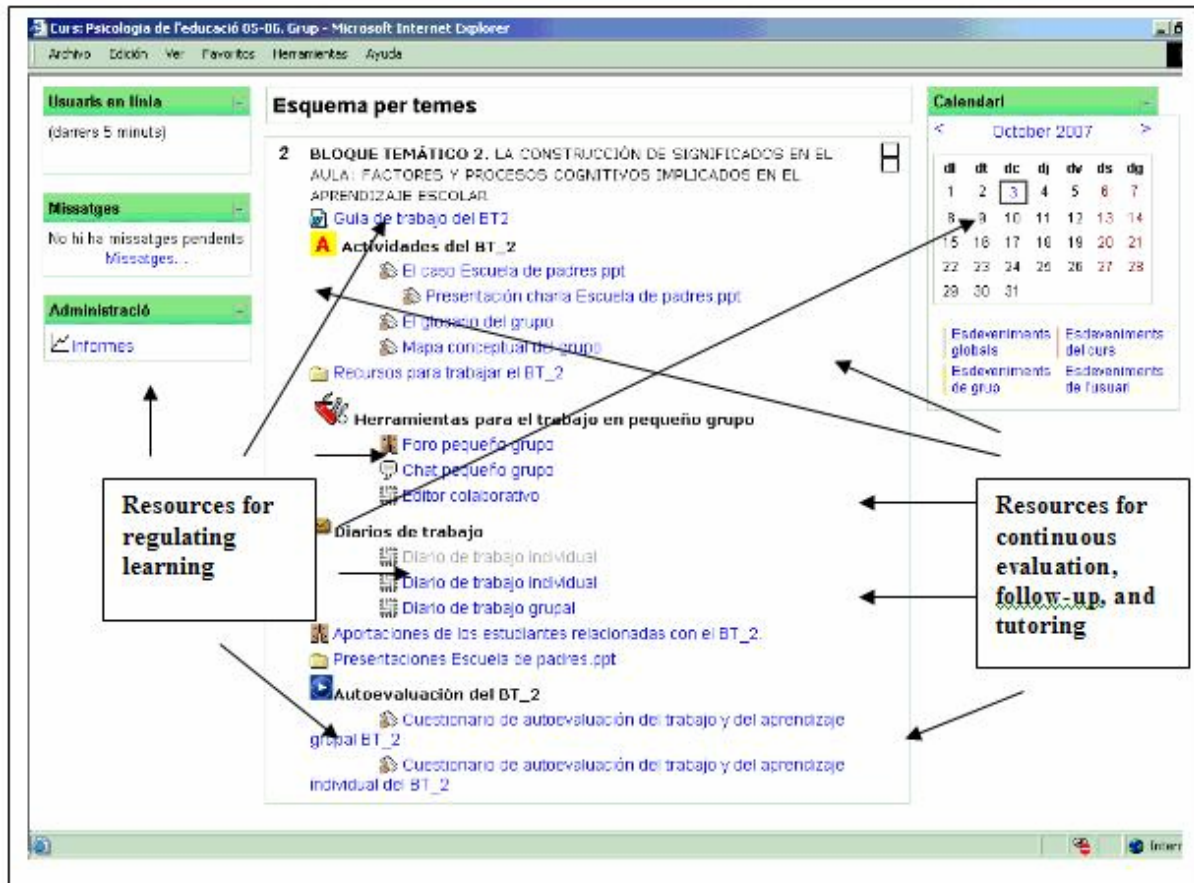 Curs: Psicologia de l'educació 05-06. Grup - Microsoft Internet Explorer
Archivo Edición Ver Favoritos Herramientas Ayuda
Usuaris en línia
(darrers 5 minuts)
Missatges
No hi ha missatges pendents
Missatges...
Administració
Informes
Esquema per temes
2 BLOQUE TEMÁTICO 2. LA CONSTRUCCIÓN DE SIGNIFICADOS EN EL
AULA: FACTORES Y PROCESOS COGNITIVOS IMPLICADOS EN EL
APRENDIZAJE ESCOLAR
Guía de trabajo del BT2
A Actividades del BT_2
El caso Escuela de padres.ppt
Presentación charla Escuela de padres.ppt
El glosario del grupo
Mapa conceptual del grupo
Recursos para trabajar el BT_2
Herramientas para el trabajo en pequeño grupo
Foro pequeño grupo
Chat pequeño grupo
Editor colaborativo
Diarios de trabajo
Diario de trabajo individual
Diario de trabajo individual
Diario de trabajo grupal
Aportaciones de los estudiantes relacionadas con el BT_2.
Presentaciones Escuela de padres.ppt
Autoevaluación del BT_2
Cuestionario de autoevaluación del trabajo y del aprendizaje
grupal BT_2
Cuestionario de autoevaluación del trabajo y del aprendizaje
individual del BT_2
Calendari
< October 2007 >
dl dt dc dj dv ds dg
1 2 3 4 5 6 7
8 9 10 11 12 13 14
15 16 17 18 19 20 21
22 23 24 25 26 27 28
29 30 31
Esdeveniments globals
Esdeveniments del curs
Esdeveniments de grup
Esdeveniments de l'usuari
Resources for
regulating
learning
Resources for
continuous
evaluation,
follow-up, and
tutoring
Intern